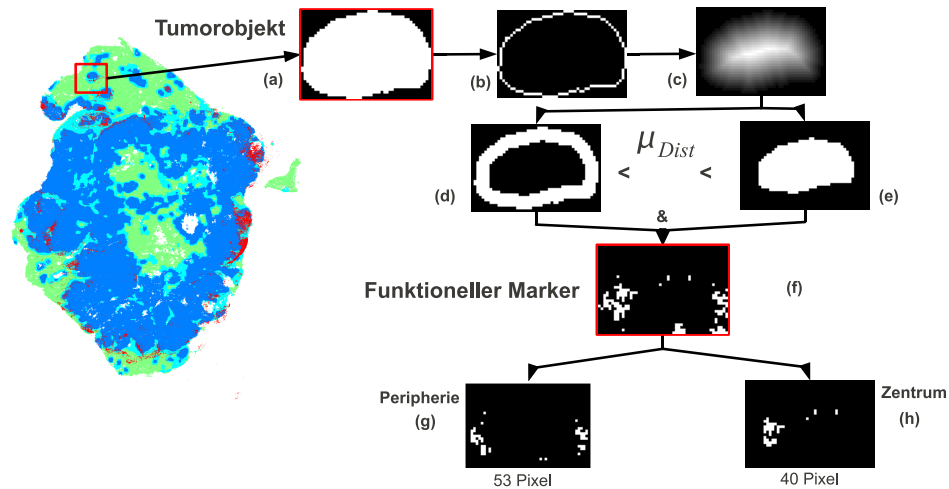 Tumorobjekt
(a)
(b)
(c)
μDist
(d)
<
<
(e)
&
Funktioneller Marker
(f)
Peripherie
(g)
Zentrum
(h)
53 Pixel
40 Pixel